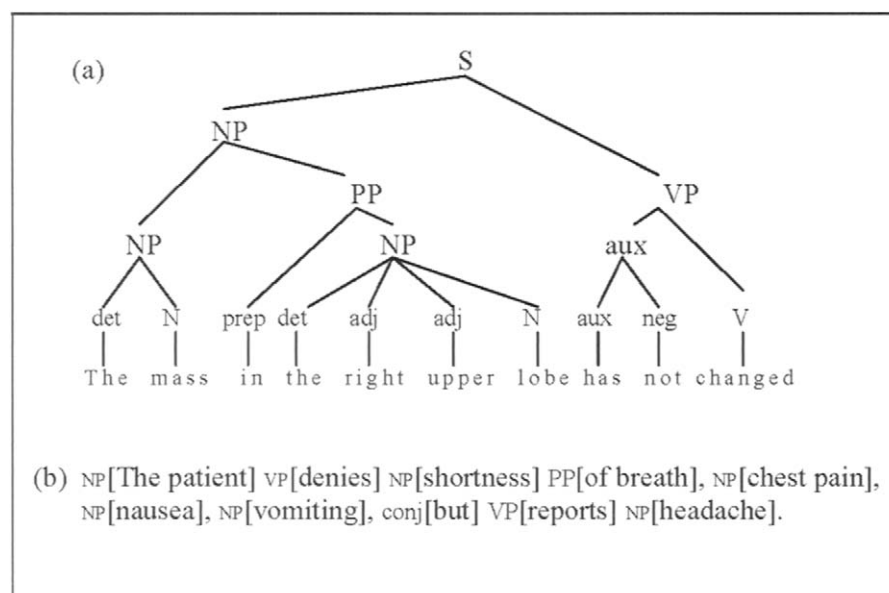 (a) S
NP
PP VP
NP NP aux
det N prep det adj adj N aux neg V
The mass in the right upper lobe has not changed
(b) NP[The patient] VP[denies] NP[shortness] PP[of breath], NP[chest pain],
NP[nausea], NP[vomiting], conj[but] VP[reports] NP[headache].